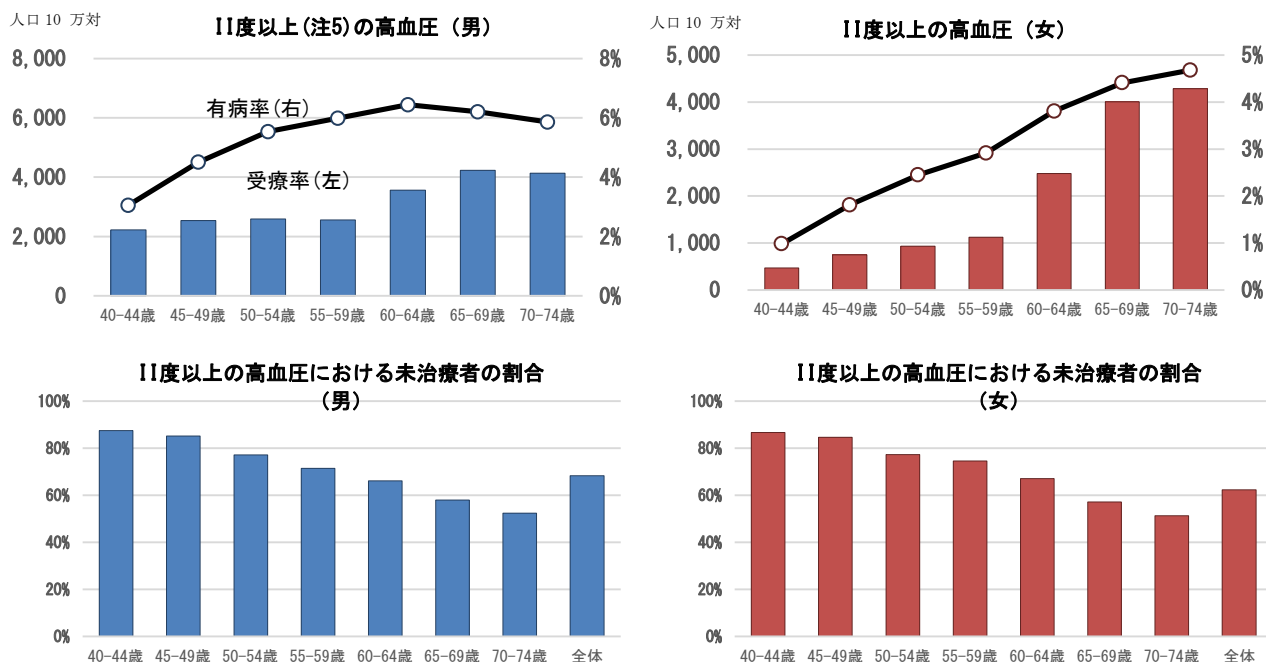 人口10 万対
II度以上(注5)の高血圧（男）
8,000
6,000
4,000
2,000
0
8%
6%
4%
2%
0%
有病率(右)
受療率(左)
40-44歳 45-49歳 50-54歳 55-59歳 60-64歳 65-69歳 70-74歳
人口10 万対
II度以上の高血圧（女）
5,000
4,000
3,000
2,000
1,000
0
5%
4%
3%
2%
1%
0%
40-44歳 45-49歳 50-54歳 55-59歳 60-64歳 65-69歳 70-74歳
II度以上の高血圧における未治療者の割合
（男）
100%
80%
60%
40%
20%
0%
40-44歳 45-49歳 50-54歳 55-59歳 60-64歳 65-69歳 70-74歳 全体
II度以上の高血圧における未治療者の割合
（女）
100%
80%
60%
40%
20%
0%
40-44歳 45-49歳 50-54歳 55-59歳 60-64歳 65-69歳 70-74歳 全体